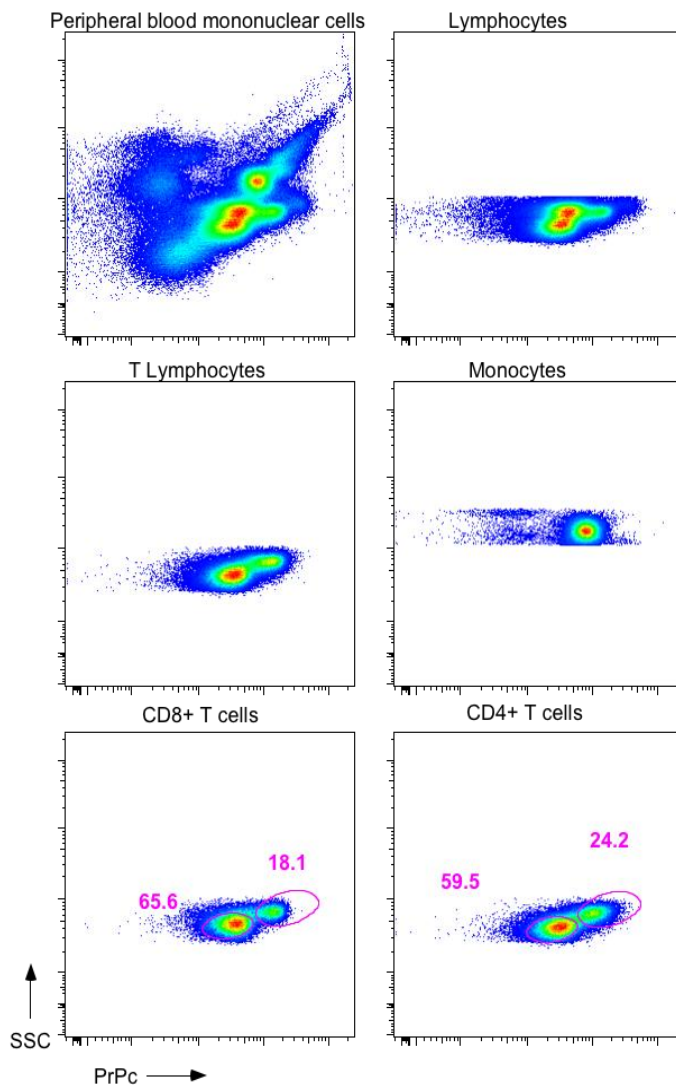 Peripheral blood mononuclear cells
Lymphocytes
T Lymphocytes
Monocytes
CD8+ T cells
CD4+ T cells
18.1
65.6
24.2
59.5
SSC
PrPc